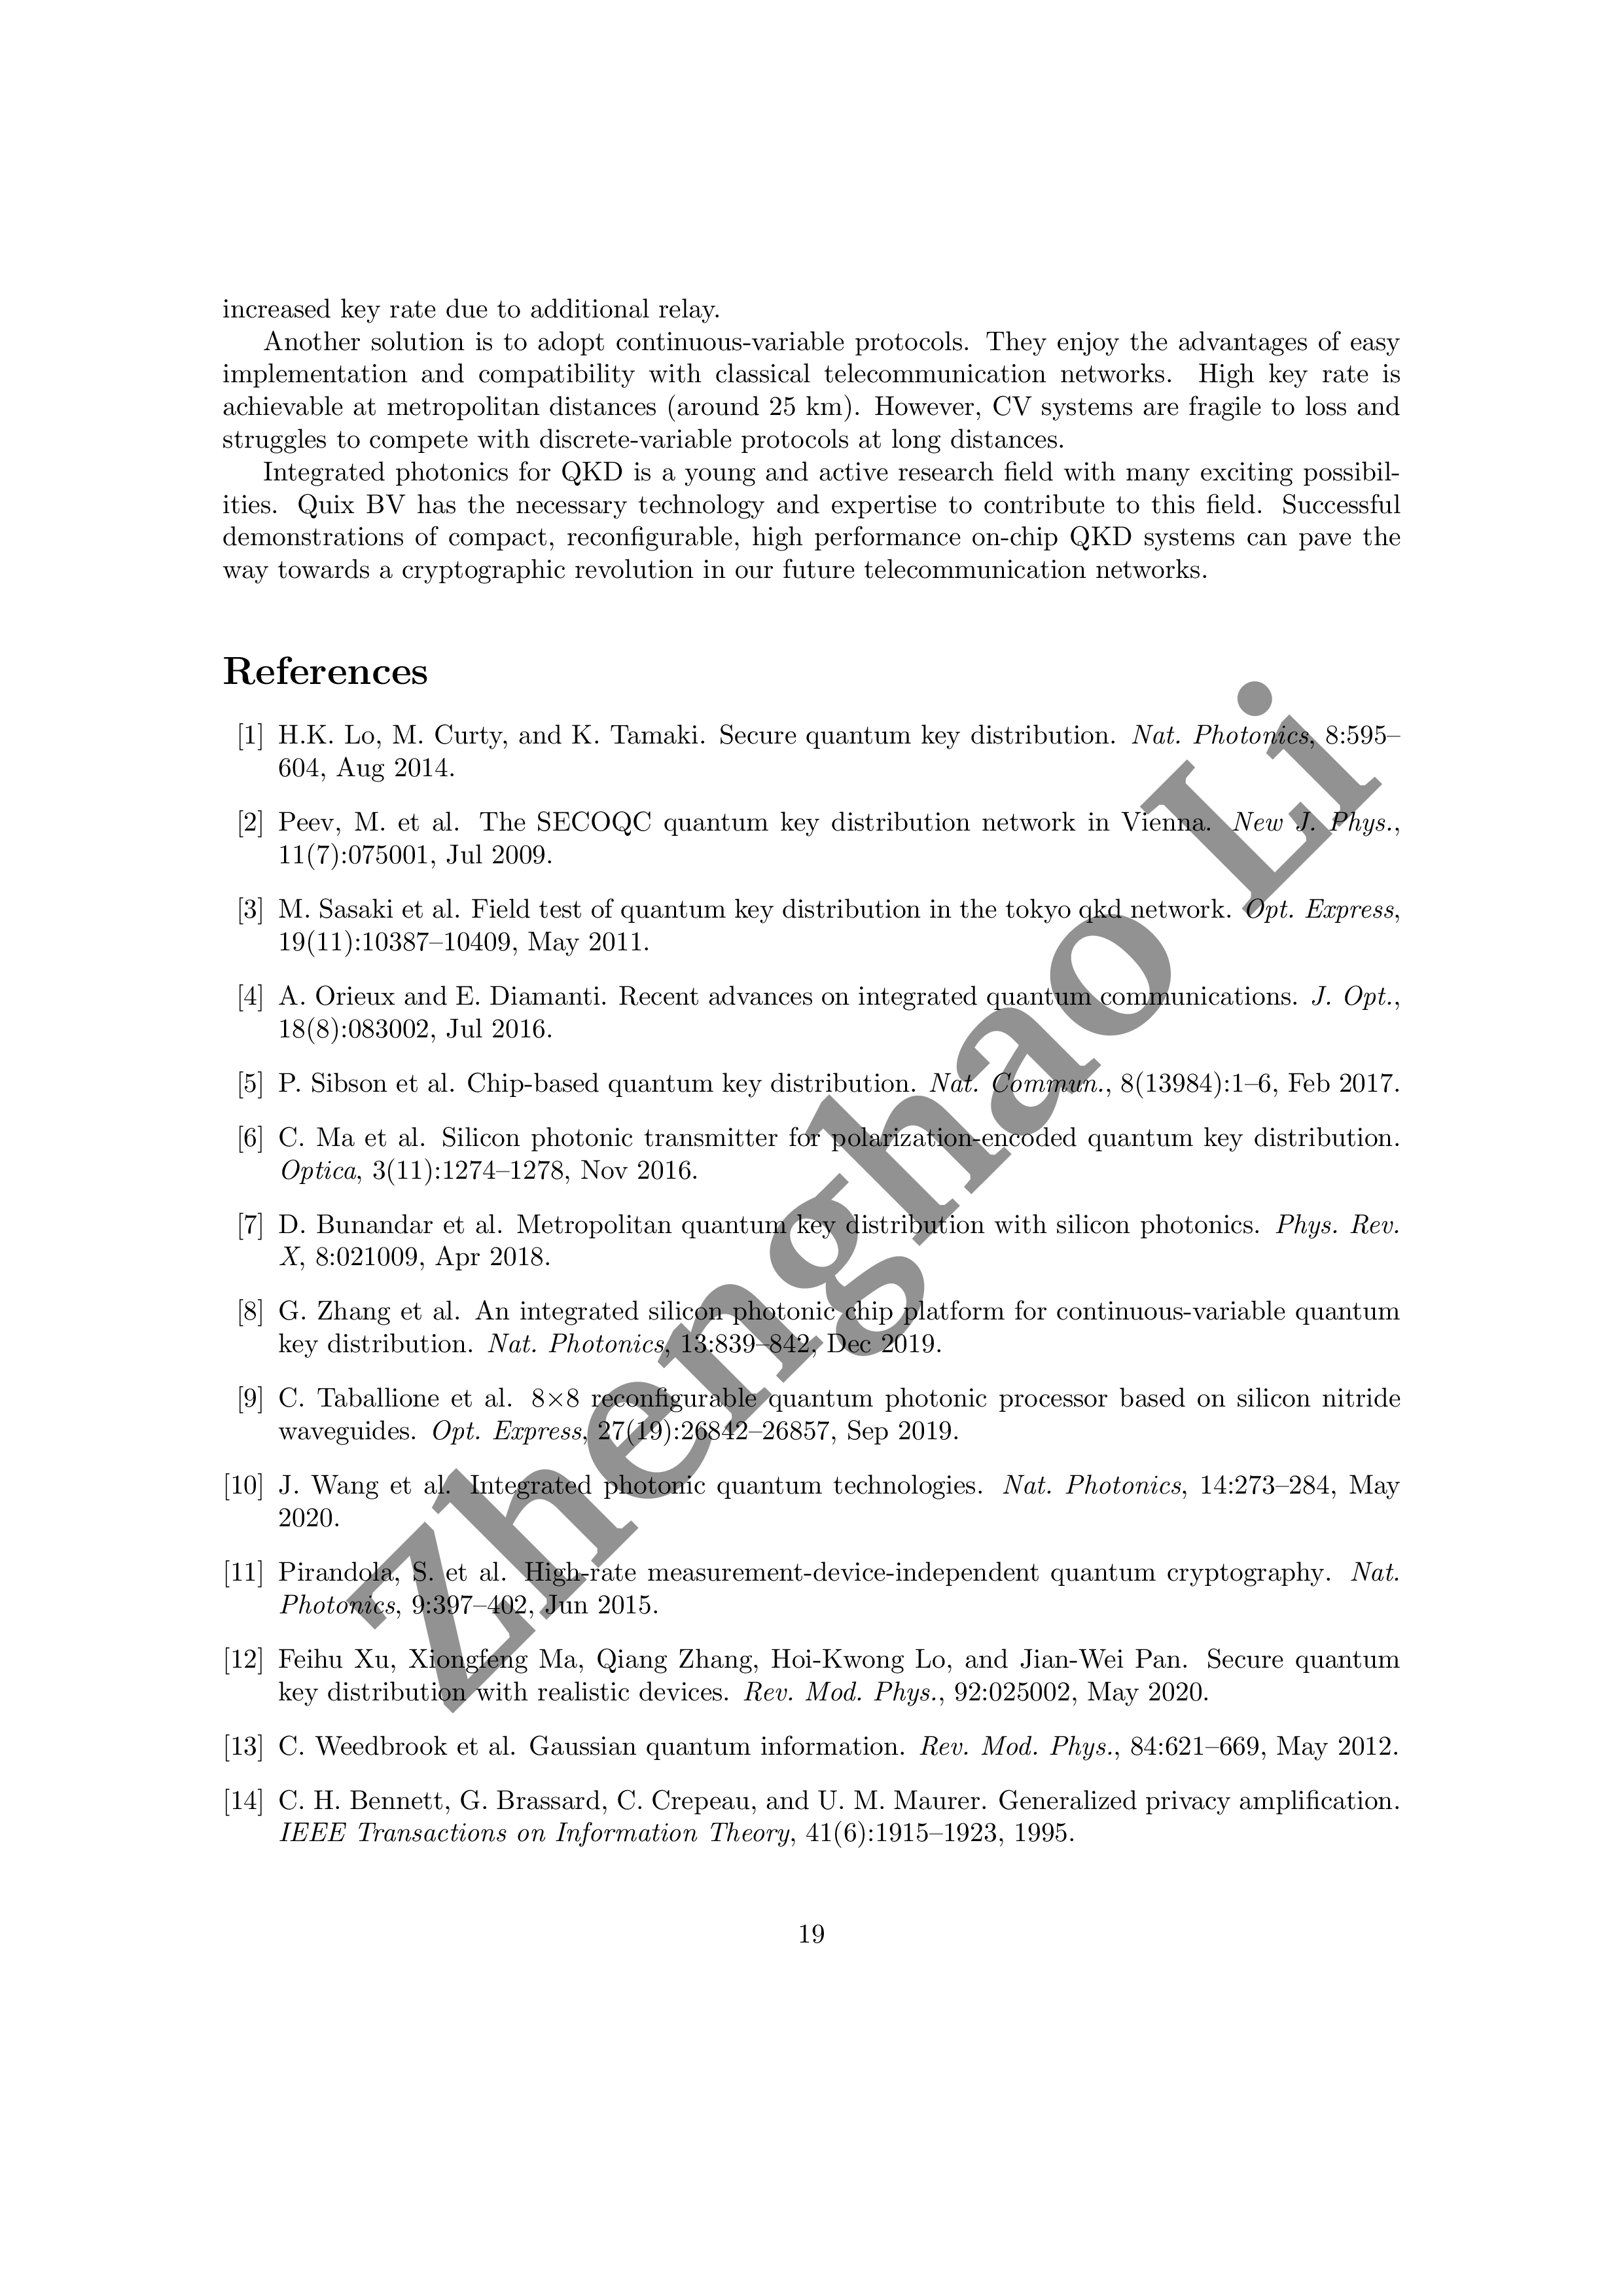 increased key rate due to additional relay.
Another solution is to adopt continuous-variable protocols. They enjoy the advantages of easy
implementation and compatibility with classical telecommunication networks. High key rate is
achievable at metropolitan distances (around 25 km). However, CV systems are fragile to loss and
struggles to compete with discrete-variable protocols at long distances.
Integrated photonics for QKD is a young and active research field with many exciting possibil-
ities. Quix BV has the necessary technology and expertise to contribute to this field. Successful
demonstrations of compact, reconfigurable, high performance on-chip QKD systems can pave the
way towards a cryptographic revolution in our future telecommunication networks.
References
[1] H.K. Lo, M. Curty, and K. Tamaki. Secure quantum key distribution. Nat. Photonics, 8:595–
604, Aug 2014.
[2] Peev, M. et al. The SECOQC quantum key distribution network in Vienna. New J. Phys.,
11(7):075001, Jul 2009.
[3] M. Sasaki et al. Field test of quantum key distribution in the tokyo qkd network. Opt. Express,
19(11):10387–10409, May 2011.
[4] A. Orieux and E. Diamanti. Recent advances on integrated quantum communications. J. Opt.,
18(8):083002, Jul 2016.
[5] P. Sibson et al. Chip-based quantum key distribution. Nat. Commun., 8(13984):1–6, Feb 2017.
[6] C. Ma et al. Silicon photonic transmitter for polarization-encoded quantum key distribution.
Optica, 3(11):1274–1278, Nov 2016.
[7] D. Bunandar et al. Metropolitan quantum key distribution with silicon photonics. Phys. Rev.
X, 8:021009, Apr 2018.
[8] G. Zhang et al. An integrated silicon photonic chip platform for continuous-variable quantum
key distribution. Nat. Photonics, 13:839–842, Dec 2019.
[9] C. Taballione et al. 8×8 reconfigurable quantum photonic processor based on silicon nitride
waveguides. Opt. Express, 27(19):26842–26857, Sep 2019.
[10] J. Wang et al. Integrated photonic quantum technologies. Nat. Photonics, 14:273–284, May
2020.
[11] Pirandola, S. et al. High-rate measurement-device-independent quantum cryptography. Nat.
Photonics, 9:397–402, Jun 2015.
[12] Feihu Xu, Xiongfeng Ma, Qiang Zhang, Hoi-Kwong Lo, and Jian-Wei Pan. Secure quantum
key distribution with realistic devices. Rev. Mod. Phys., 92:025002, May 2020.
[13] C. Weedbrook et al. Gaussian quantum information. Rev. Mod. Phys., 84:621–669, May 2012.
[14] C. H. Bennett, G. Brassard, C. Crepeau, and U. M. Maurer. Generalized privacy amplification.
IEEE Transactions on Information Theory, 41(6):1915–1923, 1995.
19
Zhenghao Li